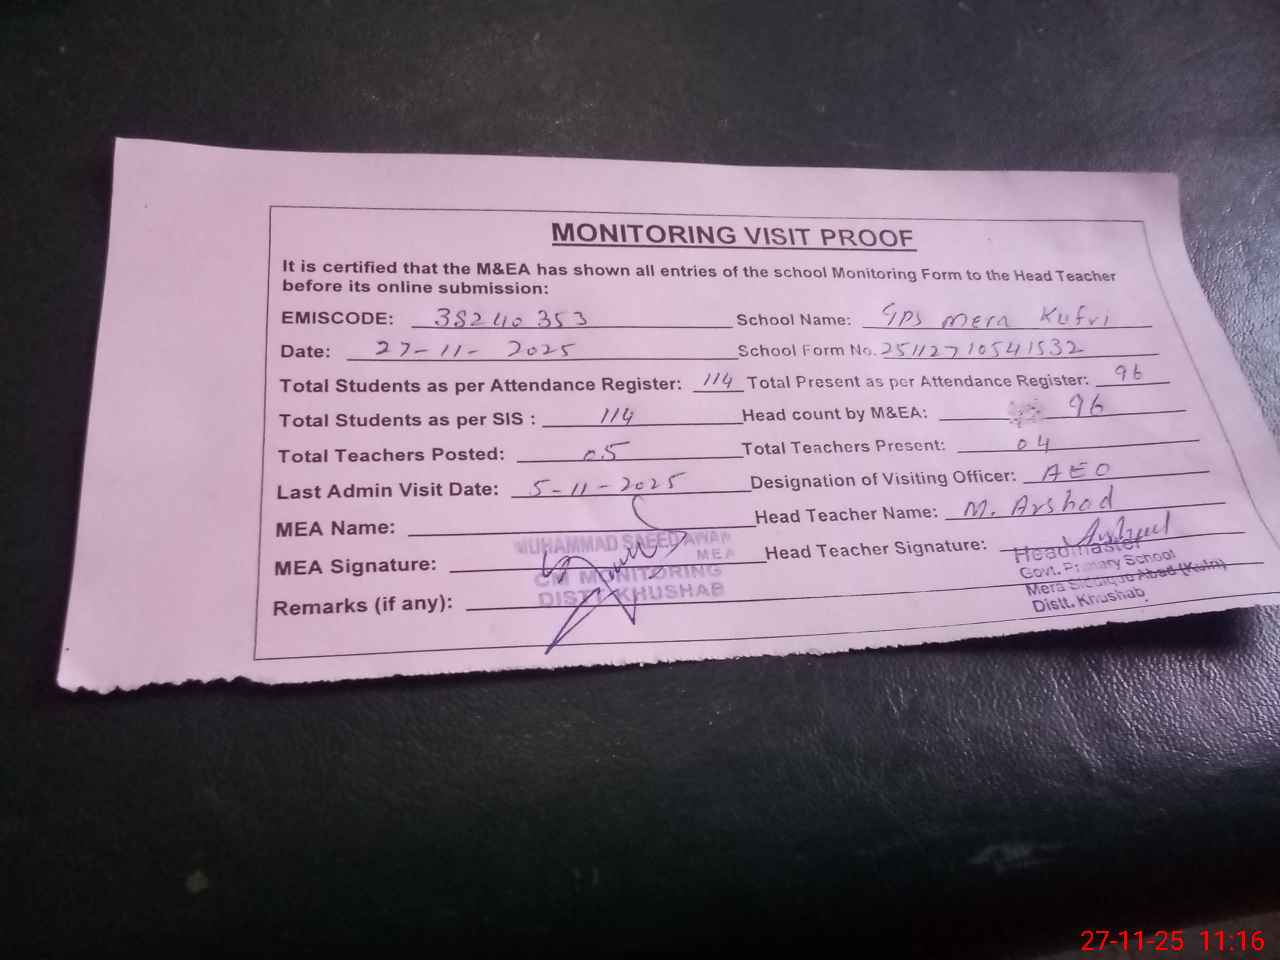 MONITORING VISIT PROOF
It is certified that the M&EA has shown all entries of the school Monitoring Form to the Head Teacher
before its online submission:
EMISCODE: 38240353 School Name: GPS Mera Kufri
Date: 27-11-2025 School Form No. 25112710541532
Total Students as per Attendance Register: 114 Total Present as per Attendance Register: 96
Total Students as per SIS : 114 Head count by M&EA: 96
Total Teachers Posted: 05 Total Teachers Present: 04
Last Admin Visit Date: 5-11-2025 Designation of Visiting Officer: AEO
MEA Name: Head Teacher Name: M. Arshad
MUHAMMAD SAEED AWAN
MEA
MEA Signature: Head Teacher Signature:
CM MONITORING
DISTT. KHUSHAB
Remarks (if any):
Headmaster
Govt. Primary School
Mera Siddique Abad (Kufri)
Distt. Khushab
27-11-25 11:16